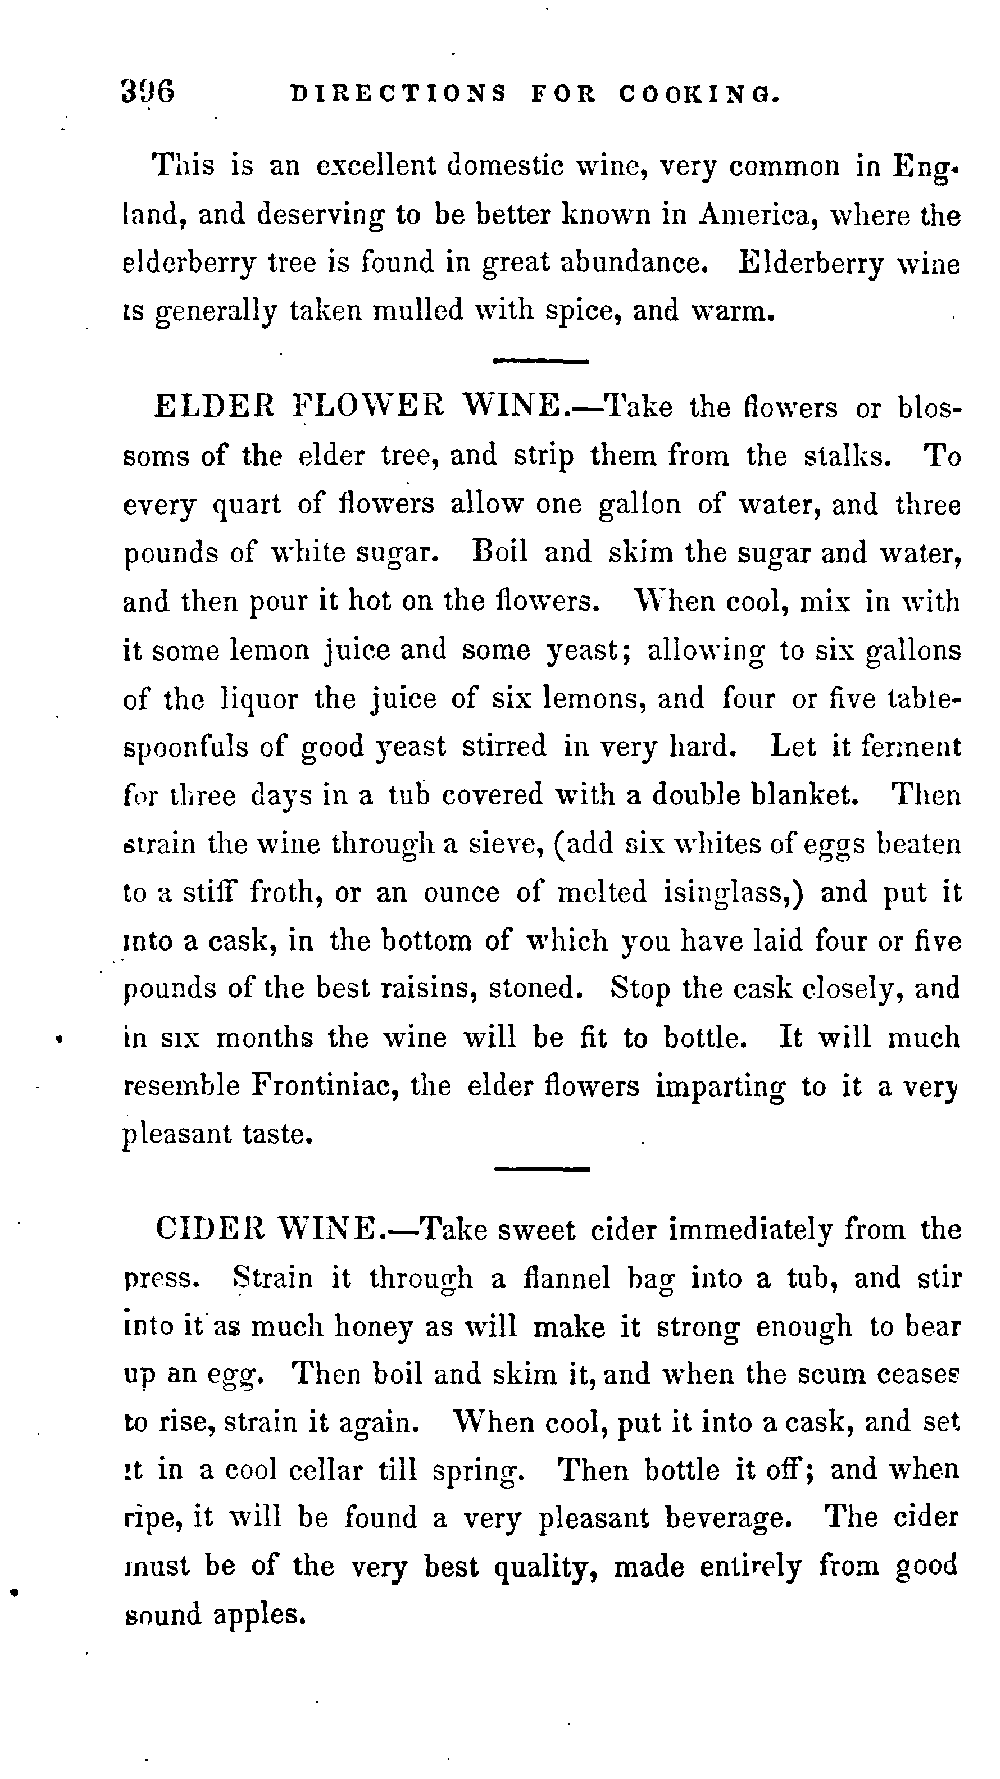 396 DIRECTIONS FOR COOKING.
This is an excellent domestic wine, very common in Eng-
land, and deserving to be better known in America, where the
elderberry tree is found in great abundance. Elderberry wine
is generally taken mulled with spice, and warm.
ELDER FLOWER WINE.—Take the flowers or blos-
soms of the elder tree, and strip them from the stalks. To
every quart of flowers allow one gallon of water, and three
pounds of white sugar. Boil and skim the sugar and water,
and then pour it hot on the flowers. When cool, mix in with
it some lemon juice and some yeast; allowing to six gallons
of the liquor the juice of six lemons, and four or five table-
spoonfuls of good yeast stirred in very hard. Let it ferment
for three days in a tub covered with a double blanket. Then
strain the wine through a sieve, (add six whites of eggs beaten
to a stiff froth, or an ounce of melted isinglass,) and put it
into a cask, in the bottom of which you have laid four or five
pounds of the best raisins, stoned. Stop the cask closely, and
in six months the wine will be fit to bottle. It will much
resemble Frontiniac, the elder flowers imparting to it a very
pleasant taste.
CIDER WINE.—Take sweet cider immediately from the
press. Strain it through a flannel bag into a tub, and stir
into it as much honey as will make it strong enough to bear
up an egg. Then boil and skim it, and when the scum ceases
to rise, strain it again. When cool, put it into a cask, and set
it in a cool cellar till spring. Then bottle it off; and when
ripe, it will be found a very pleasant beverage. The cider
must be of the very best quality, made entirely from good
sound apples.